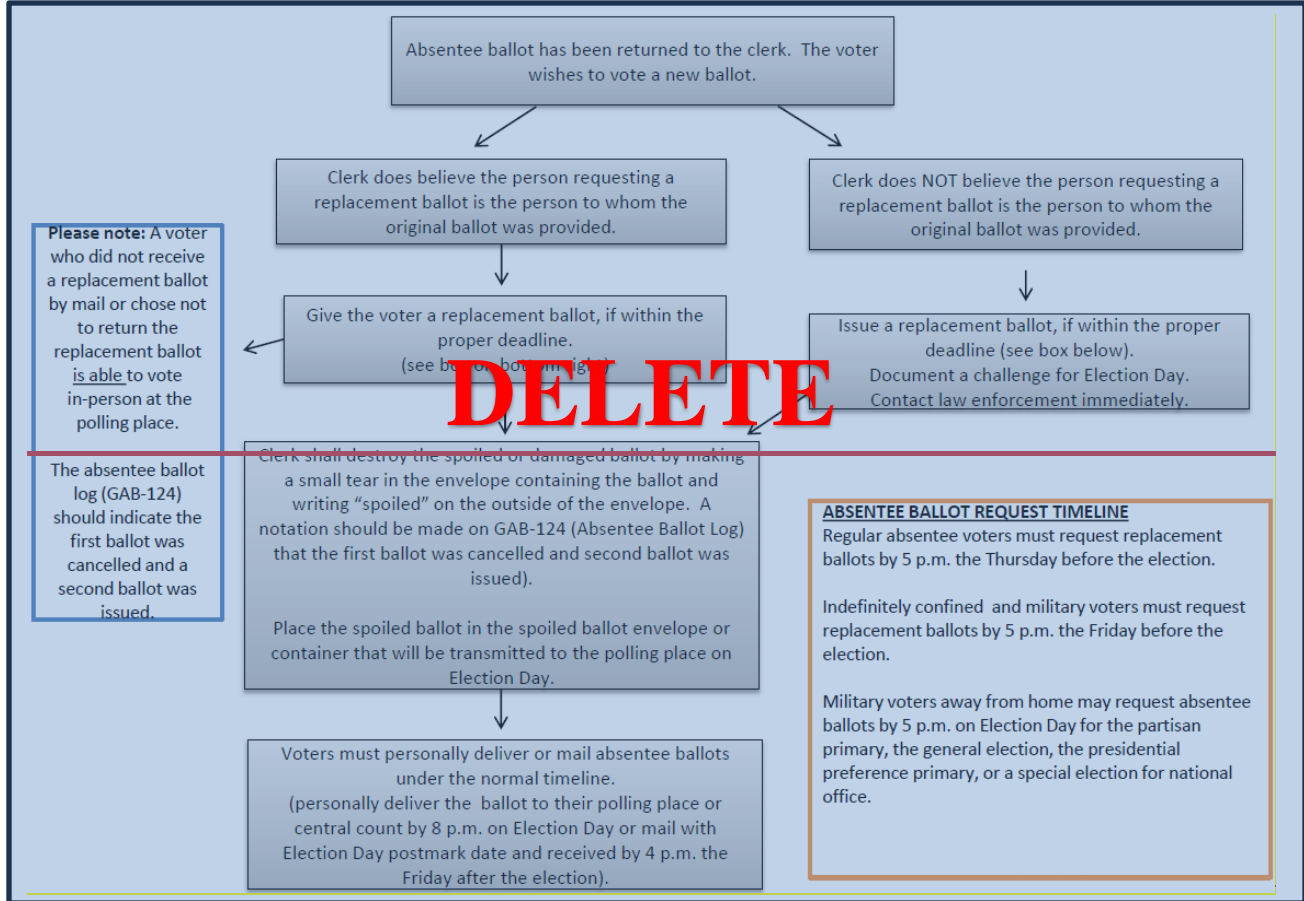 Absentee ballot has been returned to the clerk.  The voter
wishes to vote a new ballot.
Clerk does believe the person requesting a
replacement ballot is the person to whom the
original ballot was provided.
Clerk does NOT believe the person requesting a
replacement ballot is the person to whom the
original ballot was provided.
Please note: A voter
who did not receive
a replacement ballot
by mail or chose not
to return the
replacement ballot
is able to vote
in-person at the
polling place.
The absentee ballot
log (GAB-124)
should indicate the
first ballot was
cancelled and a
second ballot was
issued.
Give the voter a replacement ballot, if within the
proper deadline.
(see box on bottom right)
Issue a replacement ballot, if within the proper
deadline (see box below).
Document a challenge for Election Day.
Contact law enforcement immediately.
DELETE
Clerk shall destroy the spoiled or damaged ballot by making
a small tear in the envelope containing the ballot and
writing “spoiled” on the outside of the envelope.  A
notation should be made on GAB-124 (Absentee Ballot Log)
that the first ballot was cancelled and second ballot was
issued).
Place the spoiled ballot in the spoiled ballot envelope or
container that will be transmitted to the polling place on
Election Day.
ABSENTEE BALLOT REQUEST TIMELINE
Regular absentee voters must request replacement
ballots by 5 p.m. the Thursday before the election.
Indefinitely confined  and military voters must request
replacement ballots by 5 p.m. the Friday before the
election.
Military voters away from home may request absentee
ballots by 5 p.m. on Election Day for the partisan
primary, the general election, the presidential
preference primary, or a special election for national
office.
Voters must personally deliver or mail absentee ballots
under the normal timeline.
(personally deliver the  ballot to their polling place or
central count by 8 p.m. on Election Day or mail with
Election Day postmark date and received by 4 p.m. the
Friday after the election).